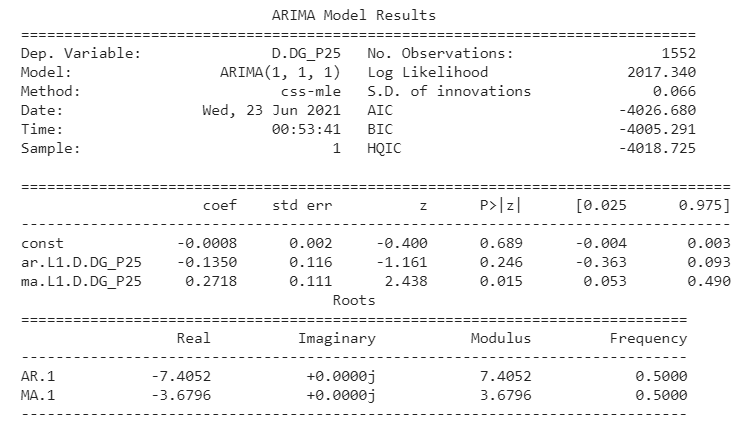 ARIMA Model Results
==============================================================================
Dep. Variable: D.DG_P25 No. Observations: 1552
Model: ARIMA(1, 1, 1) Log Likelihood 2017.340
Method: css-mle S.D. of innovations 0.066
Date: Wed, 23 Jun 2021 AIC -4026.680
Time: 00:53:41 BIC -4005.291
Sample: 1 HQIC -4018.725
==================================================================================
coef std err z P>|z| [0.025 0.975]
----------------------------------------------------------------------------------
const -0.0008 0.002 -0.400 0.689 -0.004 0.003
ar.L1.D.DG_P25 -0.1350 0.116 -1.161 0.246 -0.363 0.093
ma.L1.D.DG_P25 0.2718 0.111 2.438 0.015 0.053 0.490
Roots
=============================================================================
Real Imaginary Modulus Frequency
-----------------------------------------------------------------------------
AR.1 -7.4052 +0.0000j 7.4052 0.5000
MA.1 -3.6796 +0.0000j 3.6796 0.5000
-----------------------------------------------------------------------------